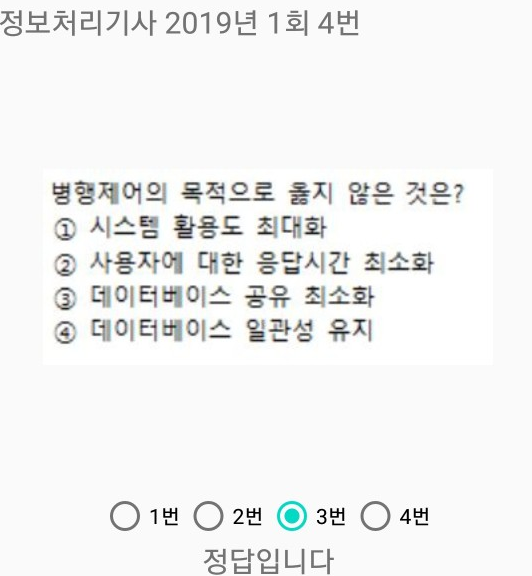 정보처리기사 2019년 1회 4번
병행제어의 목적으로 옳지 않은 것은?
① 시스템 활용도 최대화
② 사용자에 대한 응답시간 최소화
③ 데이터베이스 공유 최소화
④ 데이터베이스 일관성 유지
1번 2번 3번 4번
정답입니다